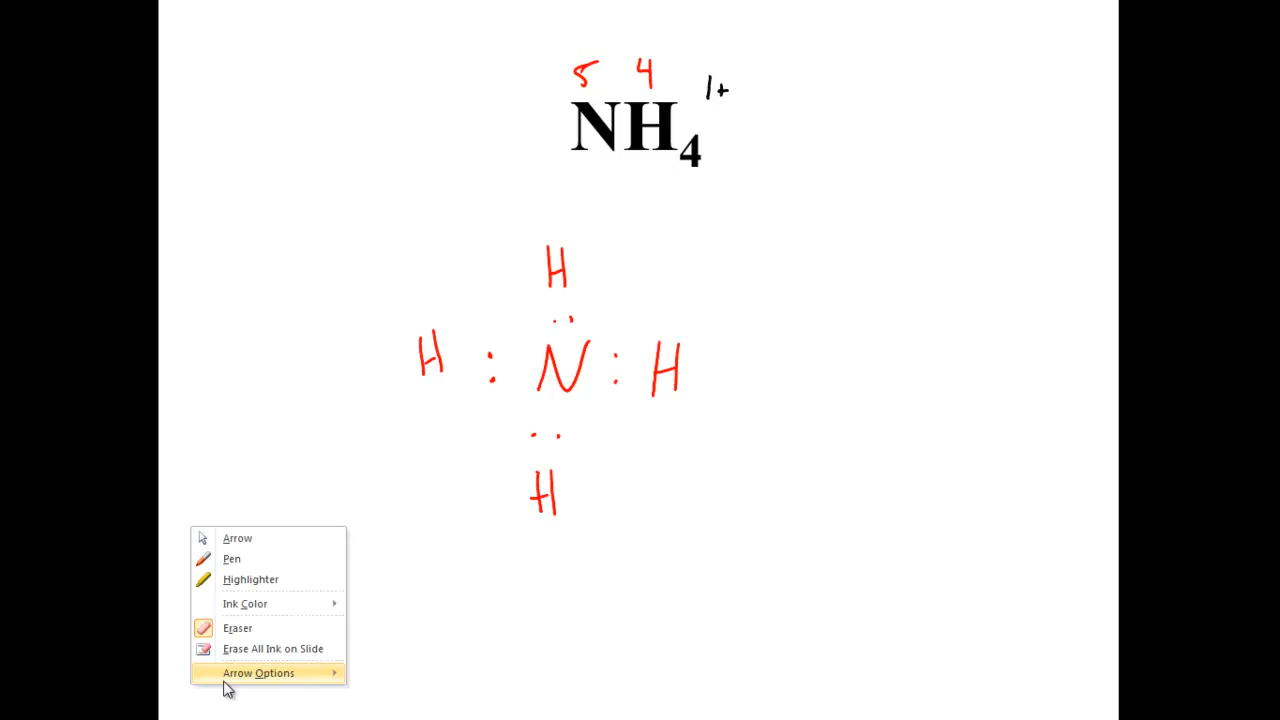 5 4
NH₄ 1+
H
H : N : H
H
Arrow
Pen
Highlighter
Ink Color
Eraser
Erase All Ink on Slide
Arrow Options